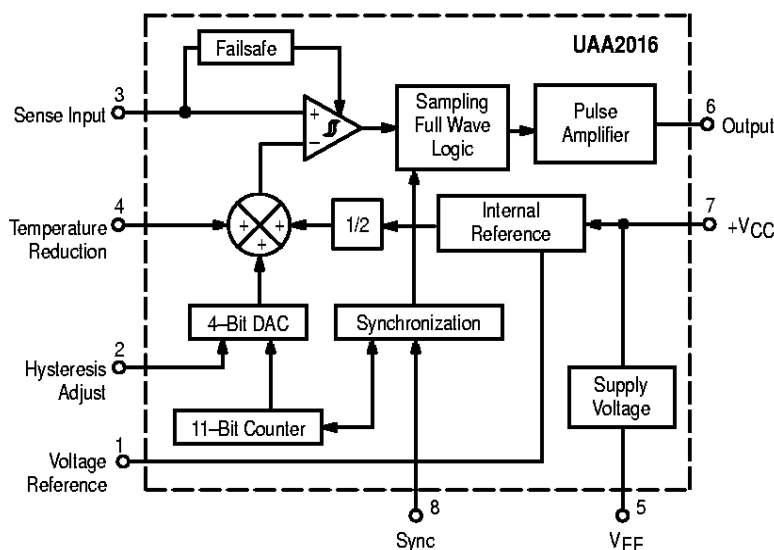 Failsafe
UAA2016
3
Sense Input
+
−
Sampling
Full Wave
Logic
Pulse
Amplifier
6
Output
4
Temperature
Reduction
+
+
+
1/2
Internal
Reference
7
+VCC
4–Bit DAC
Synchronization
2
Hysteresis
Adjust
Supply
Voltage
11–Bit Counter
1
Voltage
Reference
8
Sync
5
VEE